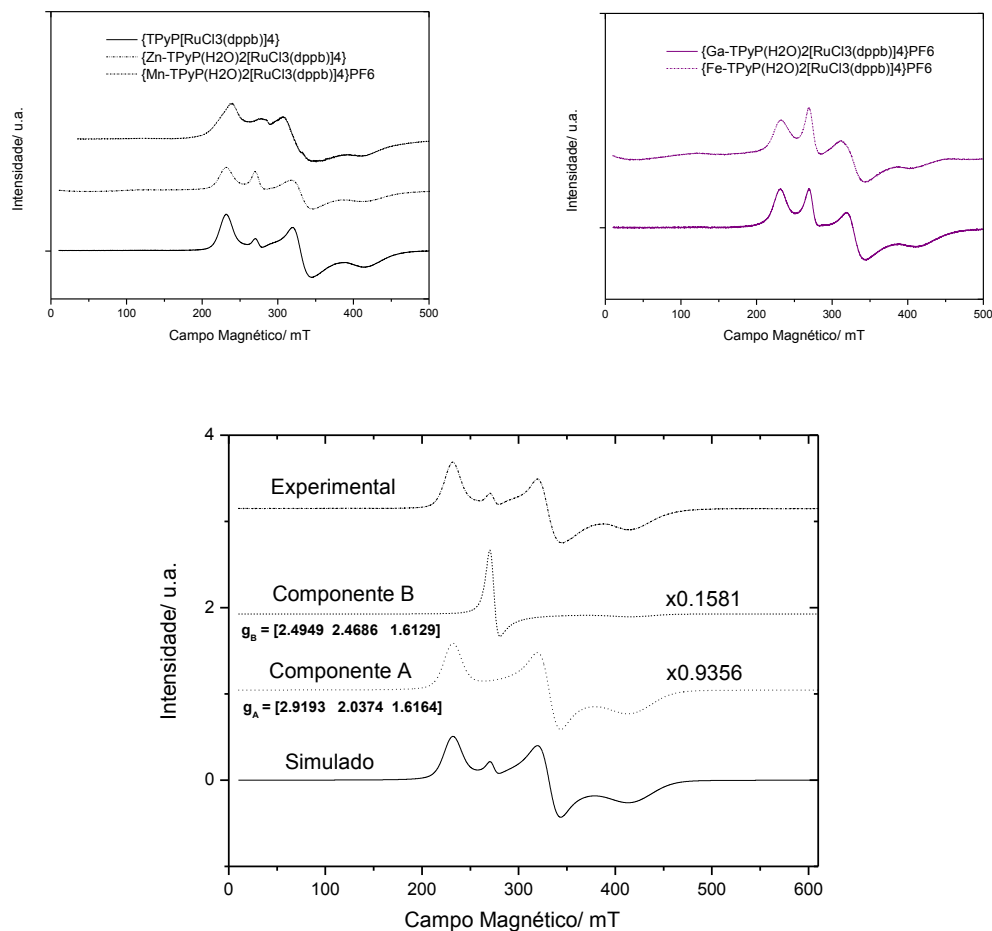 {TPyP[RuCl3(dppb)]4}
{Zn-TPyP(H2O)2[RuCl3(dppb)]4}
{Mn-TPyP(H2O)2[RuCl3(dppb)]4}PF6
Intensidade/ u.a.
0 100 200 300 400 500
Campo Magnético/ mT
{Ga-TPyP(H2O)2[RuCl3(dppb)]4}PF6
{Fe-TPyP(H2O)2[RuCl3(dppb)]4}PF6
Intensidade/ u.a.
0 100 200 300 400 500
Campo Magnético/ mT
4
Experimental
Componente B x0.1581
2
g_B = [2.4949 2.4686 1.6129]
Componente A x0.9356
g_A = [2.9193 2.0374 1.6164]
Simulado
0
Intensidade/ u.a.
0 100 200 300 400 500 600
Campo Magnético/ mT